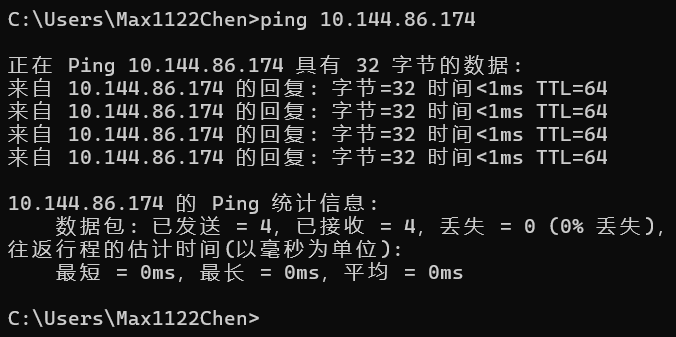 C:\Users\Max1122Chen>ping 10.144.86.174
正在 Ping 10.144.86.174 具有 32 字节的数据:
来自 10.144.86.174 的回复: 字节=32 时间<1ms TTL=64
来自 10.144.86.174 的回复: 字节=32 时间<1ms TTL=64
来自 10.144.86.174 的回复: 字节=32 时间<1ms TTL=64
来自 10.144.86.174 的回复: 字节=32 时间<1ms TTL=64
10.144.86.174 的 Ping 统计信息:
数据包: 已发送 = 4, 已接收 = 4, 丢失 = 0 (0% 丢失),
往返行程的估计时间(以毫秒为单位):
最短 = 0ms, 最长 = 0ms, 平均 = 0ms
C:\Users\Max1122Chen>